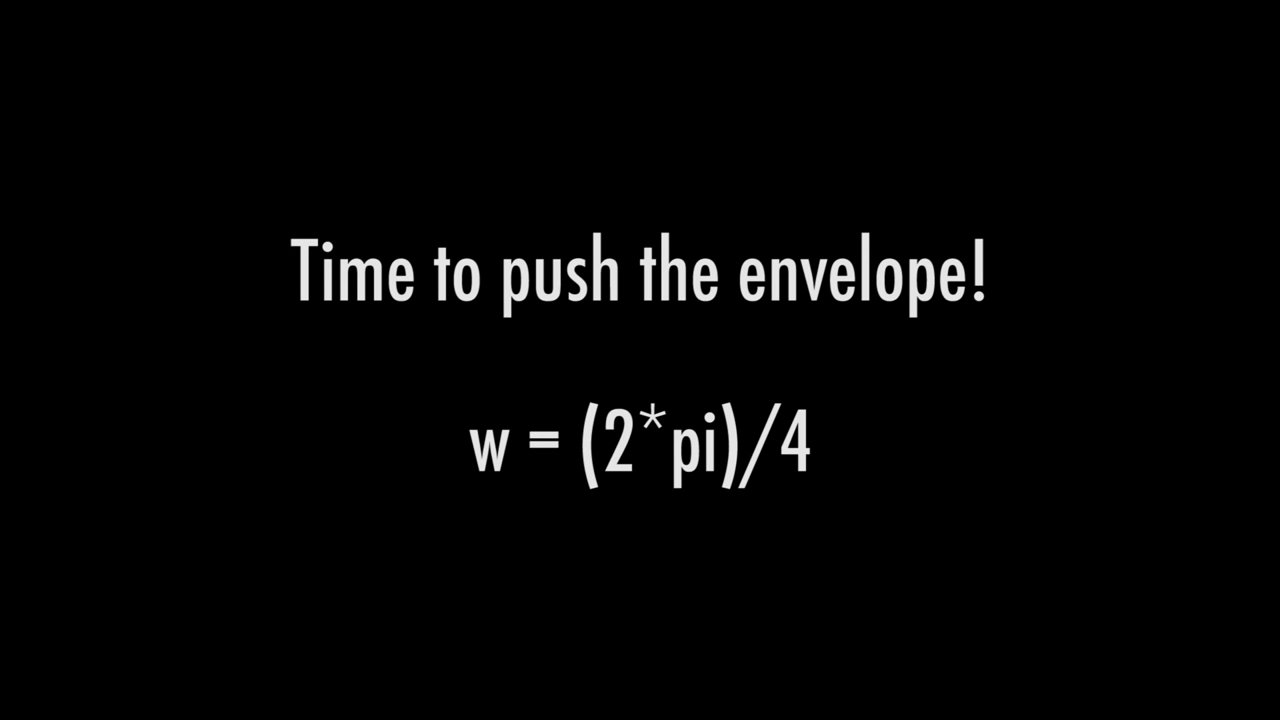 Time to push the envelope!
w = (2*pi)/4